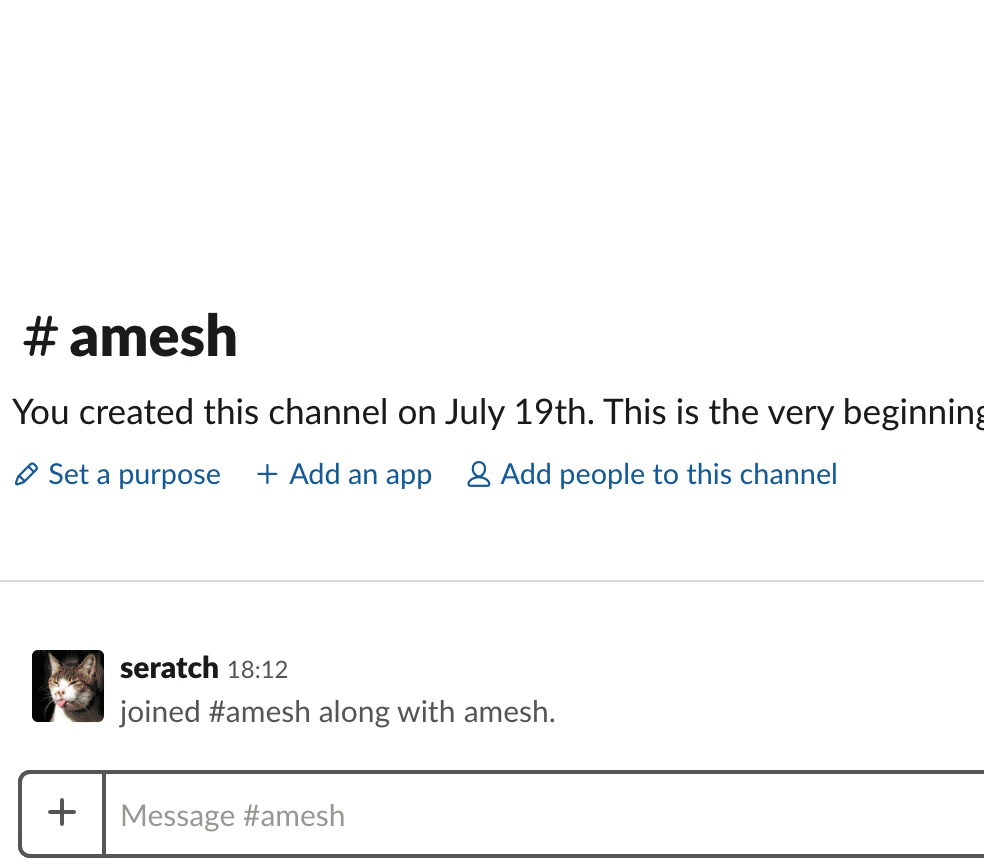 # amesh
You created this channel on July 19th. This is the very beginning
Set a purpose + Add an app Add people to this channel
seratch 18:12
joined #amesh along with amesh.
+ Message #amesh